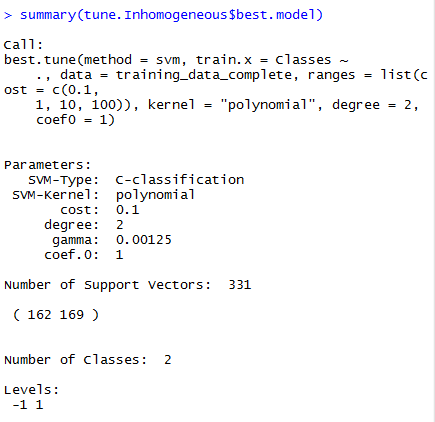 > summary(tune.Inhomogeneous$best.model)
Call:
best.tune(method = svm, train.x = Classes ~
., data = training_data_complete, ranges = list(c
ost = c(0.1,
1, 10, 100)), kernel = "polynomial", degree = 2,
coef0 = 1)
Parameters:
SVM-Type: C-classification
SVM-Kernel: polynomial
cost: 0.1
degree: 2
gamma: 0.00125
coef.0: 1
Number of Support Vectors: 331
( 162 169 )
Number of Classes: 2
Levels:
-1 1